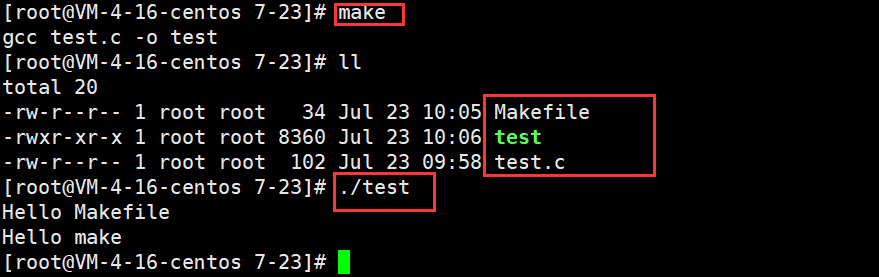 [root@VM-4-16-centos 7-23]# make
gcc test.c -o test
[root@VM-4-16-centos 7-23]# ll
total 20
-rw-r--r-- 1 root root   34 Jul 23 10:05 Makefile
-rwxr-xr-x 1 root root 8360 Jul 23 10:06 test
-rw-r--r-- 1 root root  102 Jul 23 09:58 test.c
[root@VM-4-16-centos 7-23]# ./test
Hello Makefile
Hello make
[root@VM-4-16-centos 7-23]#